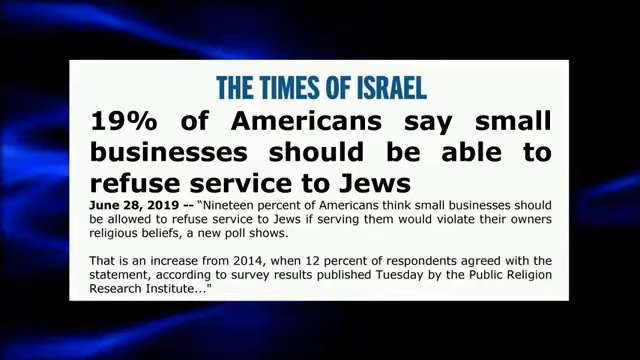 THE TIMES OF ISRAEL
19% of Americans say small
businesses should be able to
refuse service to Jews
June 28, 2019 -- “Nineteen percent of Americans think small businesses should
be allowed to refuse service to Jews if serving them would violate their owners
religious beliefs, a new poll shows.
That is an increase from 2014, when 12 percent of respondents agreed with the
statement, according to survey results published Tuesday by the Public Religion
Research Institute..."